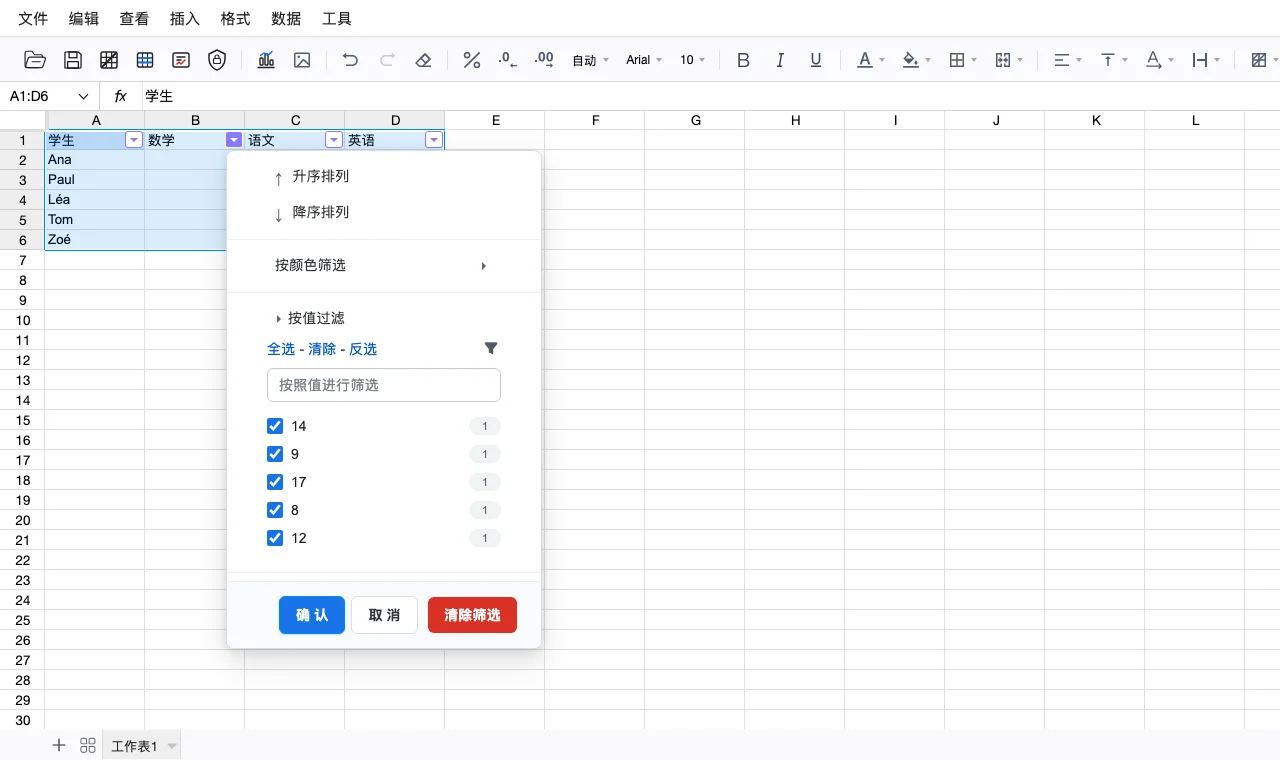 文件 编辑 查看 插入 格式 数据 工具
% .0 .00 自动 Arial 10 B I U A A
A1:D6 fx 学生
A B C D E F G H I J K L
1 学生 数学 语文 英语
2 Ana
3 Paul
4 Léa
5 Tom
6 Zoé
7
8
9
10
11
12
13
14
15
16
17
18
19
20
21
22
23
24
25
26
27
28
29
30
↑ 升序排列
↓ 降序排列
按颜色筛选
按值过滤
全选 - 清除 - 反选
按照值进行筛选
14 1
9 1
17 1
8 1
12 1
确 认 取 消 清除筛选
工作表1